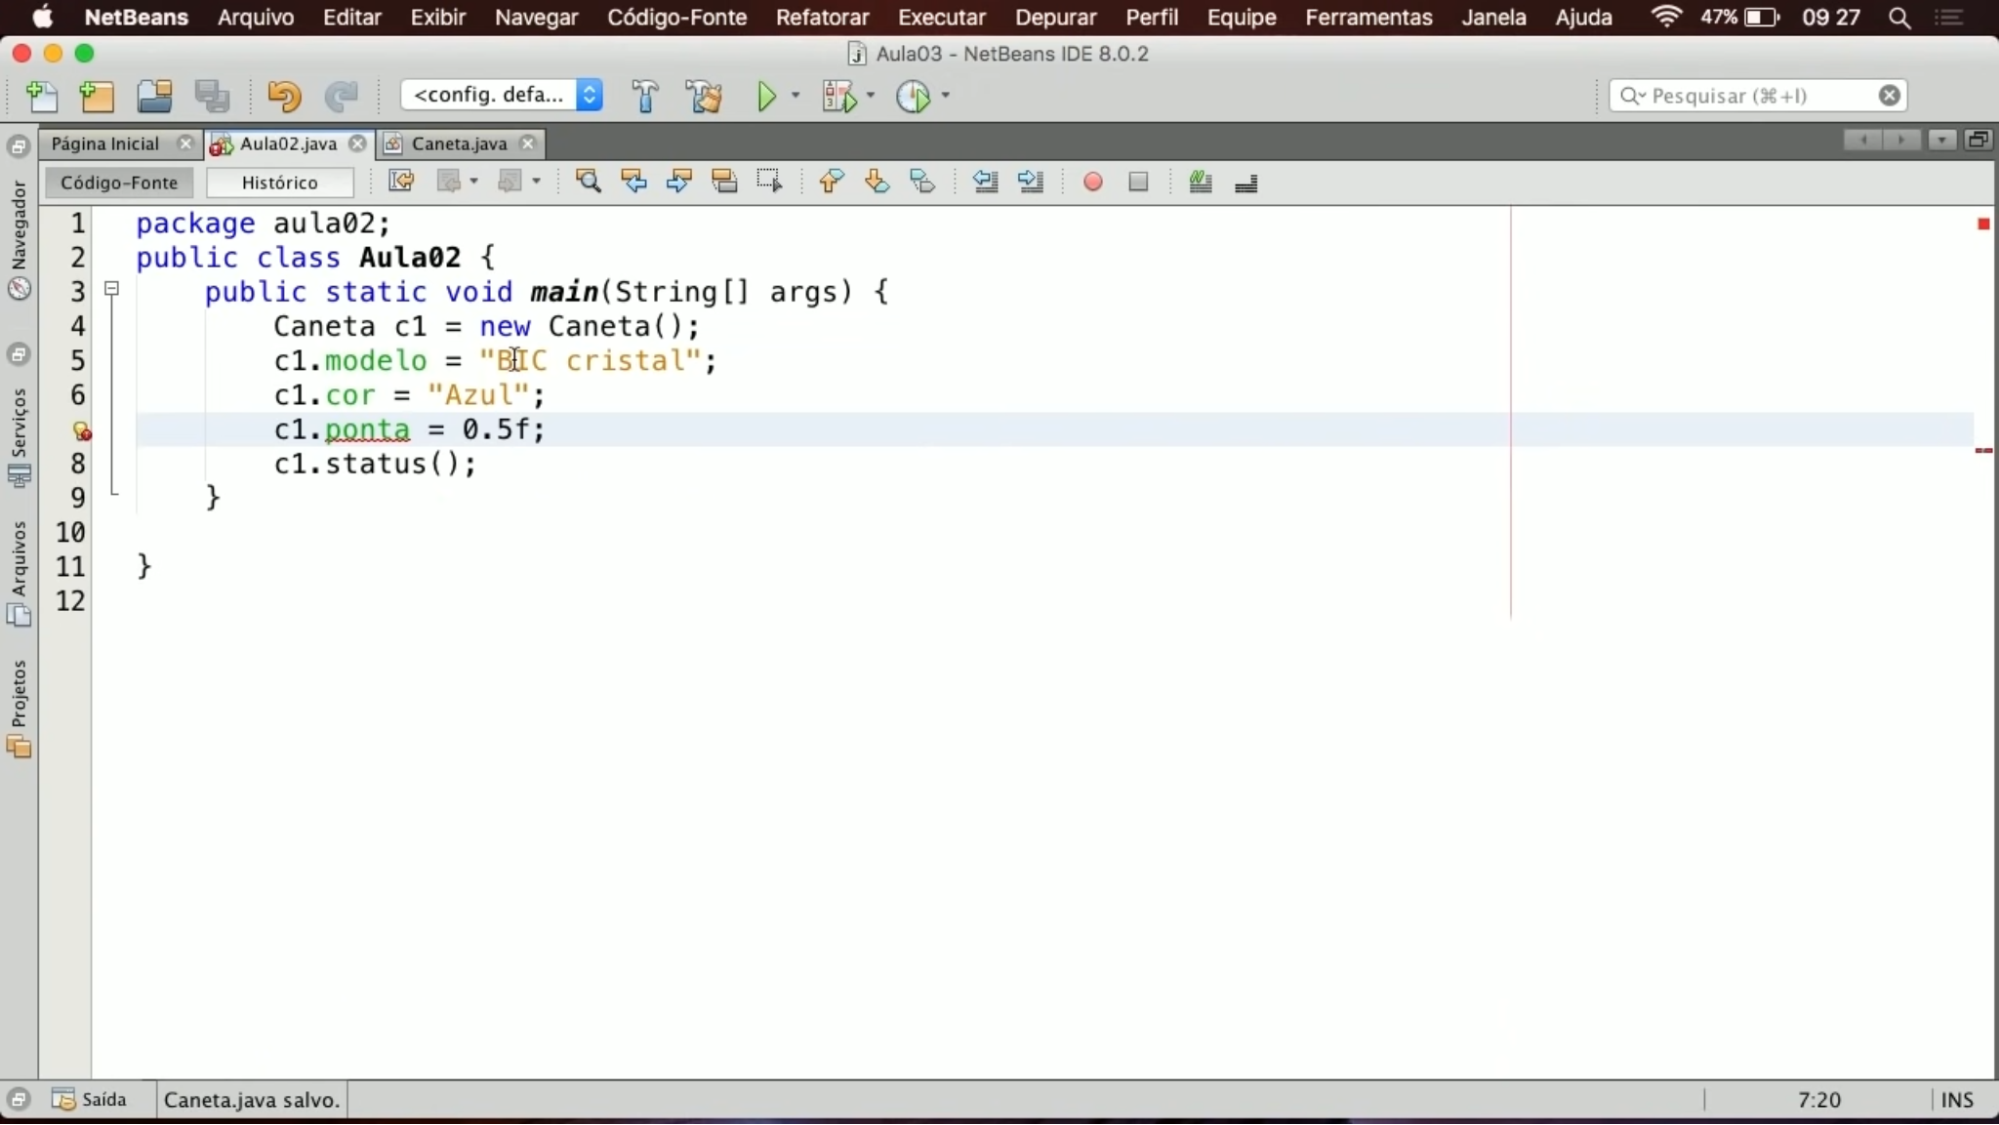 NetBeans Arquivo Editar Exibir Navegar Código-Fonte Refatorar Executar Depurar Perfil Equipe Ferramentas Janela Ajuda 47% 09 27
Aula03 - NetBeans IDE 8.0.2
<config. defa... Pesquisar (⌘+I)
Página Inicial Aula02.java Caneta.java
Código-Fonte Histórico
Navegador
Serviços
Arquivos
Projetos
1 package aula02;
2 public class Aula02 {
3 public static void main(String[] args) {
4 Caneta c1 = new Caneta();
5 c1.modelo = "BIC cristal";
6 c1.cor = "Azul";
c1.ponta = 0.5f;
8 c1.status();
9 }
10
11 }
12
Saída Caneta.java salvo. 7:20 INS